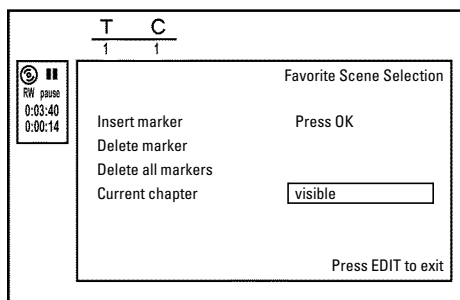 T C
1 1
RW pause
0:03:40
0:00:14
Favorite Scene Selection
Insert marker Press OK
Delete marker
Delete all markers
Current chapter visible
Press EDIT to exit